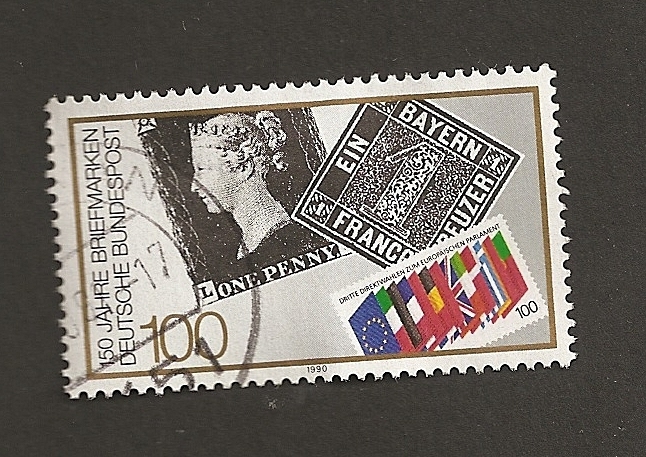 150 JAHRE BRIEFMARKEN
DEUTSCHE BUNDESPOST
100
ONE PENNY.
L
BAYERN
EIN
FRANCO
KREUZER
1
DRITTE DIREKTWAHLEN ZUM EUROPÄISCHEN PARLAMENT
100
1990